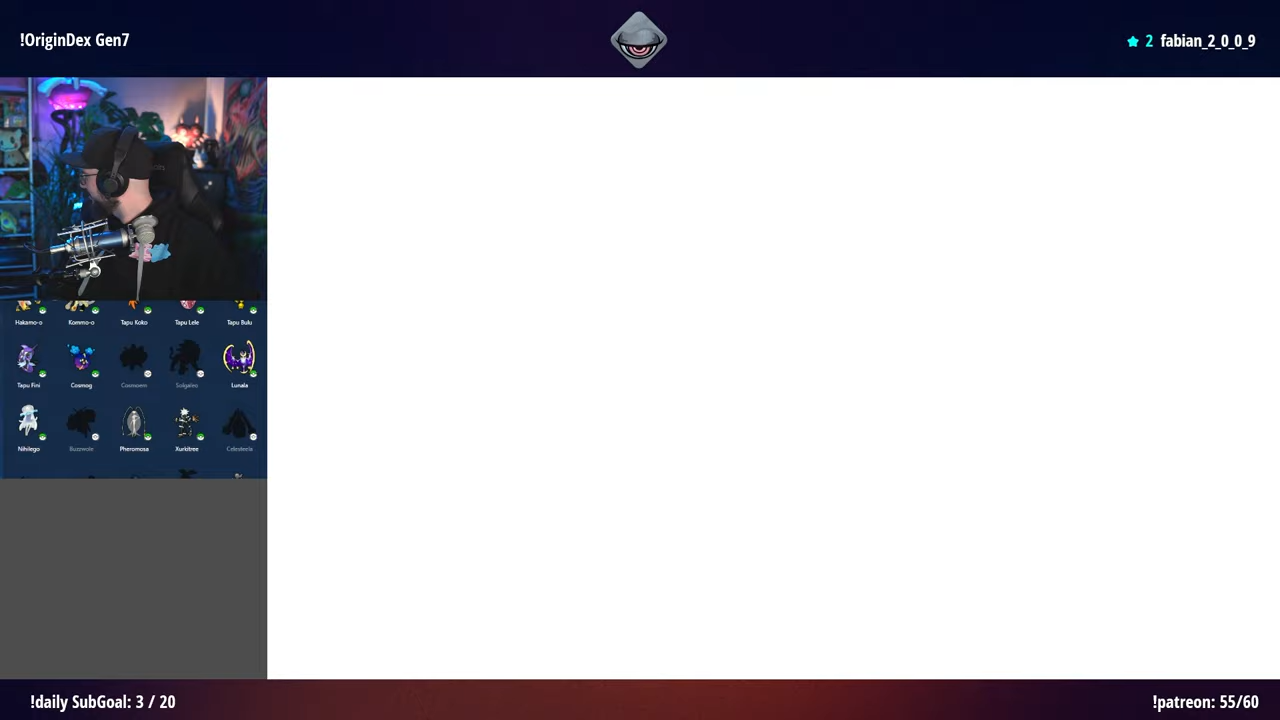 !OriginDex Gen7
2 fabian_2_0_0_9
Hakamo-o Kommo-o Tapu Koko Tapu Lele Tapu Bulu
Tapu Fini Cosmog Cosmoem Solgaleo Lunala
Nihilego Buzzwole Pheromosa Xurkitree Celesteela
!daily SubGoal: 3 / 20
!patreon: 55/60